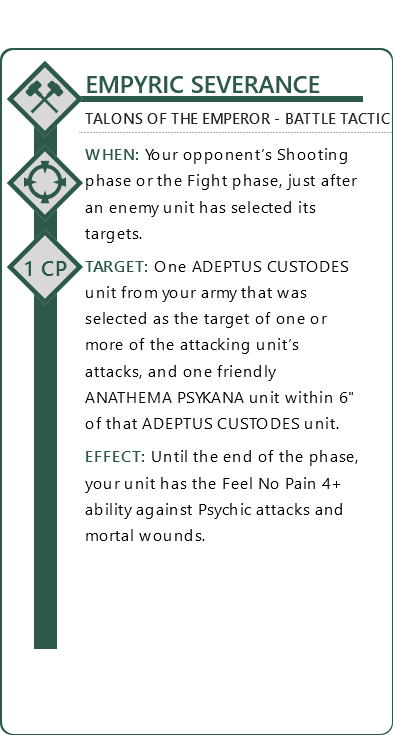 EMPYRIC SEVERANCE
TALONS OF THE EMPEROR - BATTLE TACTIC
WHEN: Your opponent's Shooting
phase or the Fight phase, just after
an enemy unit has selected its
targets.
1 CP
TARGET: One ADEPTUS CUSTODES
unit from your army that was
selected as the target of one or
more of the attacking unit's
attacks, and one friendly
ANATHEMA PSYKANA unit within 6"
of that ADEPTUS CUSTODES unit.
EFFECT: Until the end of the phase,
your unit has the Feel No Pain 4+
ability against Psychic attacks and
mortal wounds.